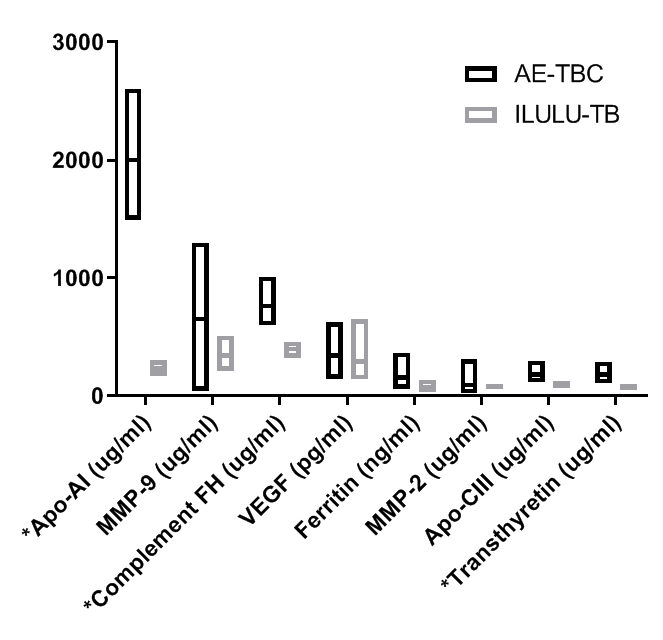 3000
2000
1000
0
AE-TBC
ILULU-TB
*Apo-AI (ug/ml)
MMP-9 (ug/ml)
*Complement FH (ug/ml)
VEGF (pg/ml)
Ferritin (ng/ml)
MMP-2 (ug/ml)
Apo-CIII (ug/ml)
*Transthyretin (ug/ml)